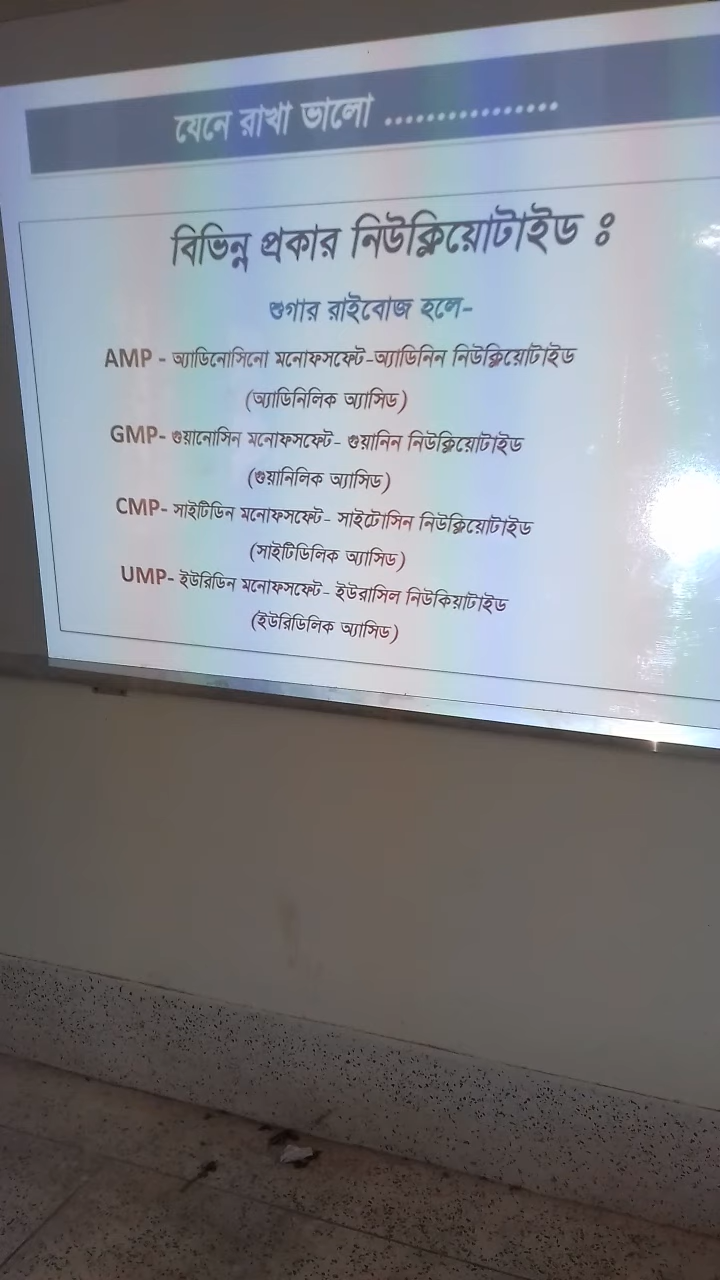 যেনে রাখা ভালো ................
বিভিন্ন প্রকার নিউক্লিয়োটাইড ঃ
শুগার রাইবোজ হলে-
AMP - অ্যাডিনোসিনো মনোফসফেট-অ্যাডিনিন নিউক্লিয়োটাইড
(অ্যাডিনিলিক অ্যাসিড)
GMP- গুয়ানোসিন মনোফসফেট- গুয়ানিন নিউক্লিয়োটাইড
(গুয়ানিলিক অ্যাসিড)
CMP- সাইটিডিন মনোফসফেট- সাইটোসিন নিউক্লিয়োটাইড
(সাইটিডিলিক অ্যাসিড)
UMP- ইউরিডিন মনোফসফেট- ইউরাসিল নিউকিয়াটাইড
(ইউরিডিলিক অ্যাসিড)